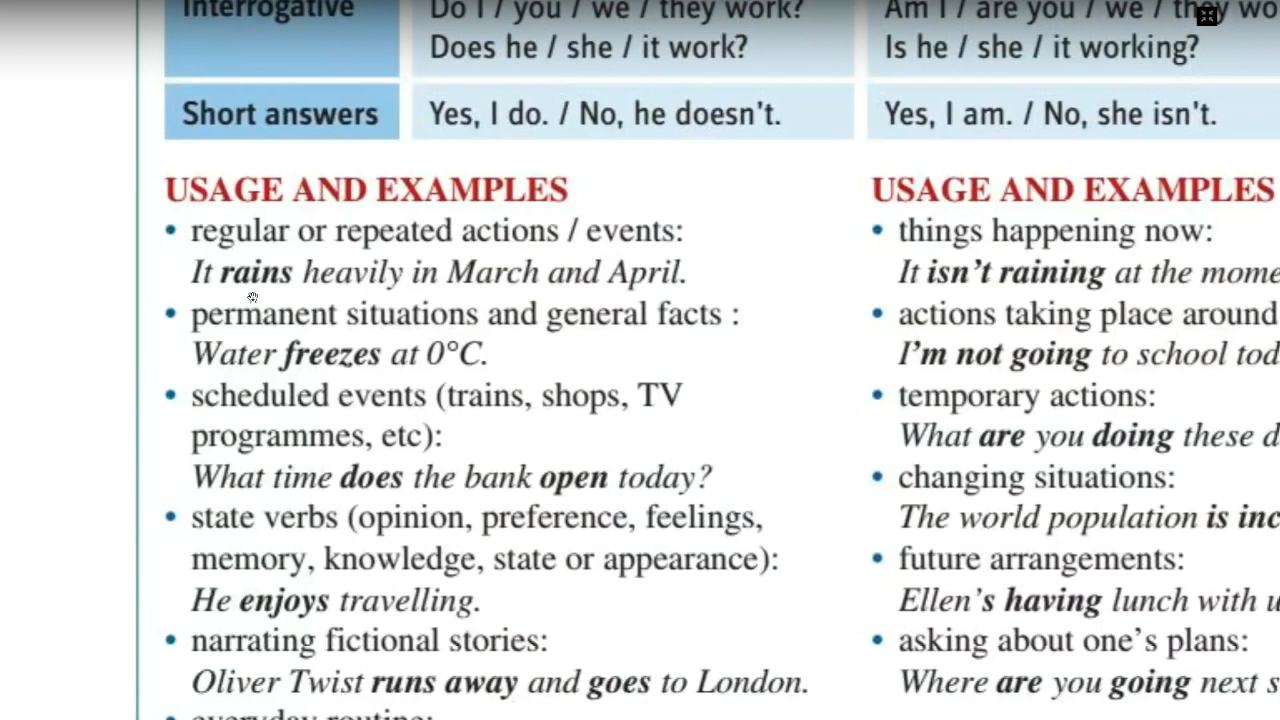 Interrogative
Do I / you / we / they work?
Does he / she / it work?
Am I / are you / we / they
Is he / she / it working?
Short answers
Yes, I do. / No, he doesn't.
Yes, I am. / No, she isn't.
USAGE AND EXAMPLES
• regular or repeated actions / events:
It rains heavily in March and April.
• permanent situations and general facts :
Water freezes at 0°C.
• scheduled events (trains, shops, TV
programmes, etc):
What time does the bank open today?
• state verbs (opinion, preference, feelings,
memory, knowledge, state or appearance):
He enjoys travelling.
• narrating fictional stories:
Oliver Twist runs away and goes to London.
• everyday routine:
USAGE AND EXAMPLES
• things happening now:
It isn't raining at the
• actions taking place around
I'm not going to school
• temporary actions:
What are you doing these
• changing situations:
The world population is
• future arrangements:
Ellen's having lunch with
• asking about one's plans:
Where are you going next